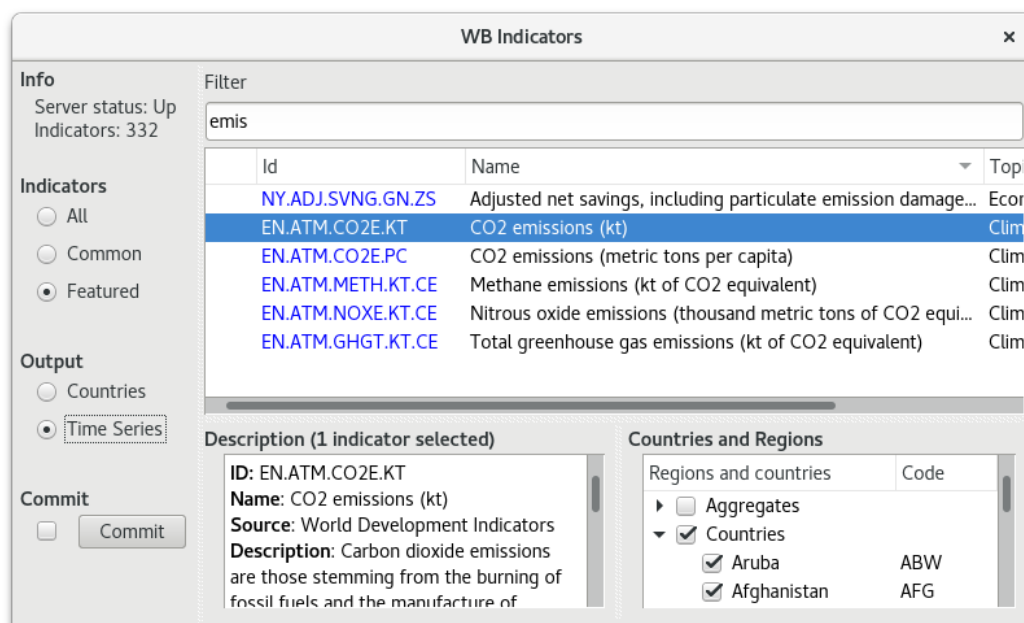 WB Indicators
Info
Server status: Up
Indicators: 332
Indicators
All
Common
Featured
Output
Countries
Time Series
Commit
Commit
Filter
emis
Id Name
NY.ADJ.SVNG.GN.ZS Adjusted net savings, including particulate emission damage...
EN.ATM.CO2E.KT CO2 emissions (kt)
EN.ATM.CO2E.PC CO2 emissions (metric tons per capita)
EN.ATM.METH.KT.CE Methane emissions (kt of CO2 equivalent)
EN.ATM.NOXE.KT.CE Nitrous oxide emissions (thousand metric tons of CO2 equi...
EN.ATM.GHGT.KT.CE Total greenhouse gas emissions (kt of CO2 equivalent)
Description (1 indicator selected)
ID: EN.ATM.CO2E.KT
Name: CO2 emissions (kt)
Source: World Development Indicators
Description: Carbon dioxide emissions
are those stemming from the burning of
fossil fuels and the manufacture of
Countries and Regions
Regions and countries Code
Aggregates
Countries
Aruba ABW
Afghanistan AFG